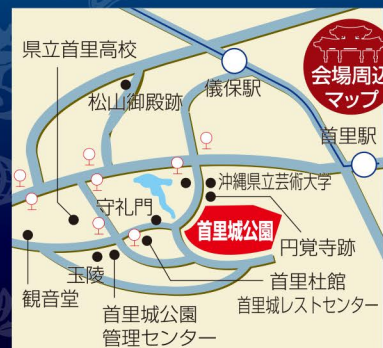 県立首里高校
松山御殿跡
儀保駅
会場周辺
マップ
首里駅
沖縄県立芸術大学
守礼門
首里城公園
円覚寺跡
玉陵
首里杜館
首里城レストセンター
観音堂
首里城公園
管理センター